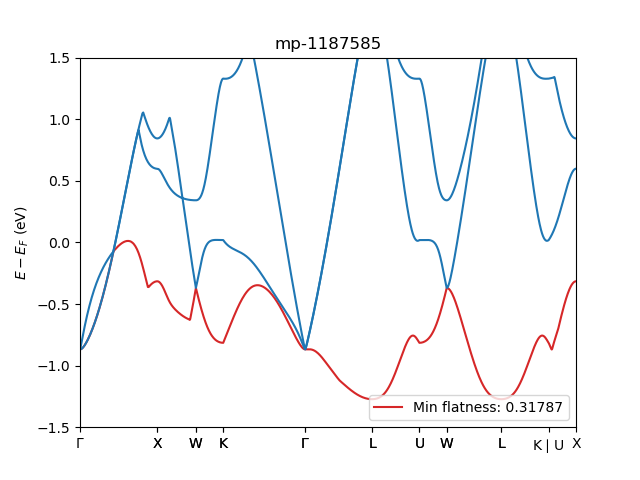 mp-1187585
E − E_F (eV)
1.5
1.0
0.5
0.0
−0.5
−1.0
−1.5
Min flatness: 0.31787
Γ X W K Γ L U W L K | U X